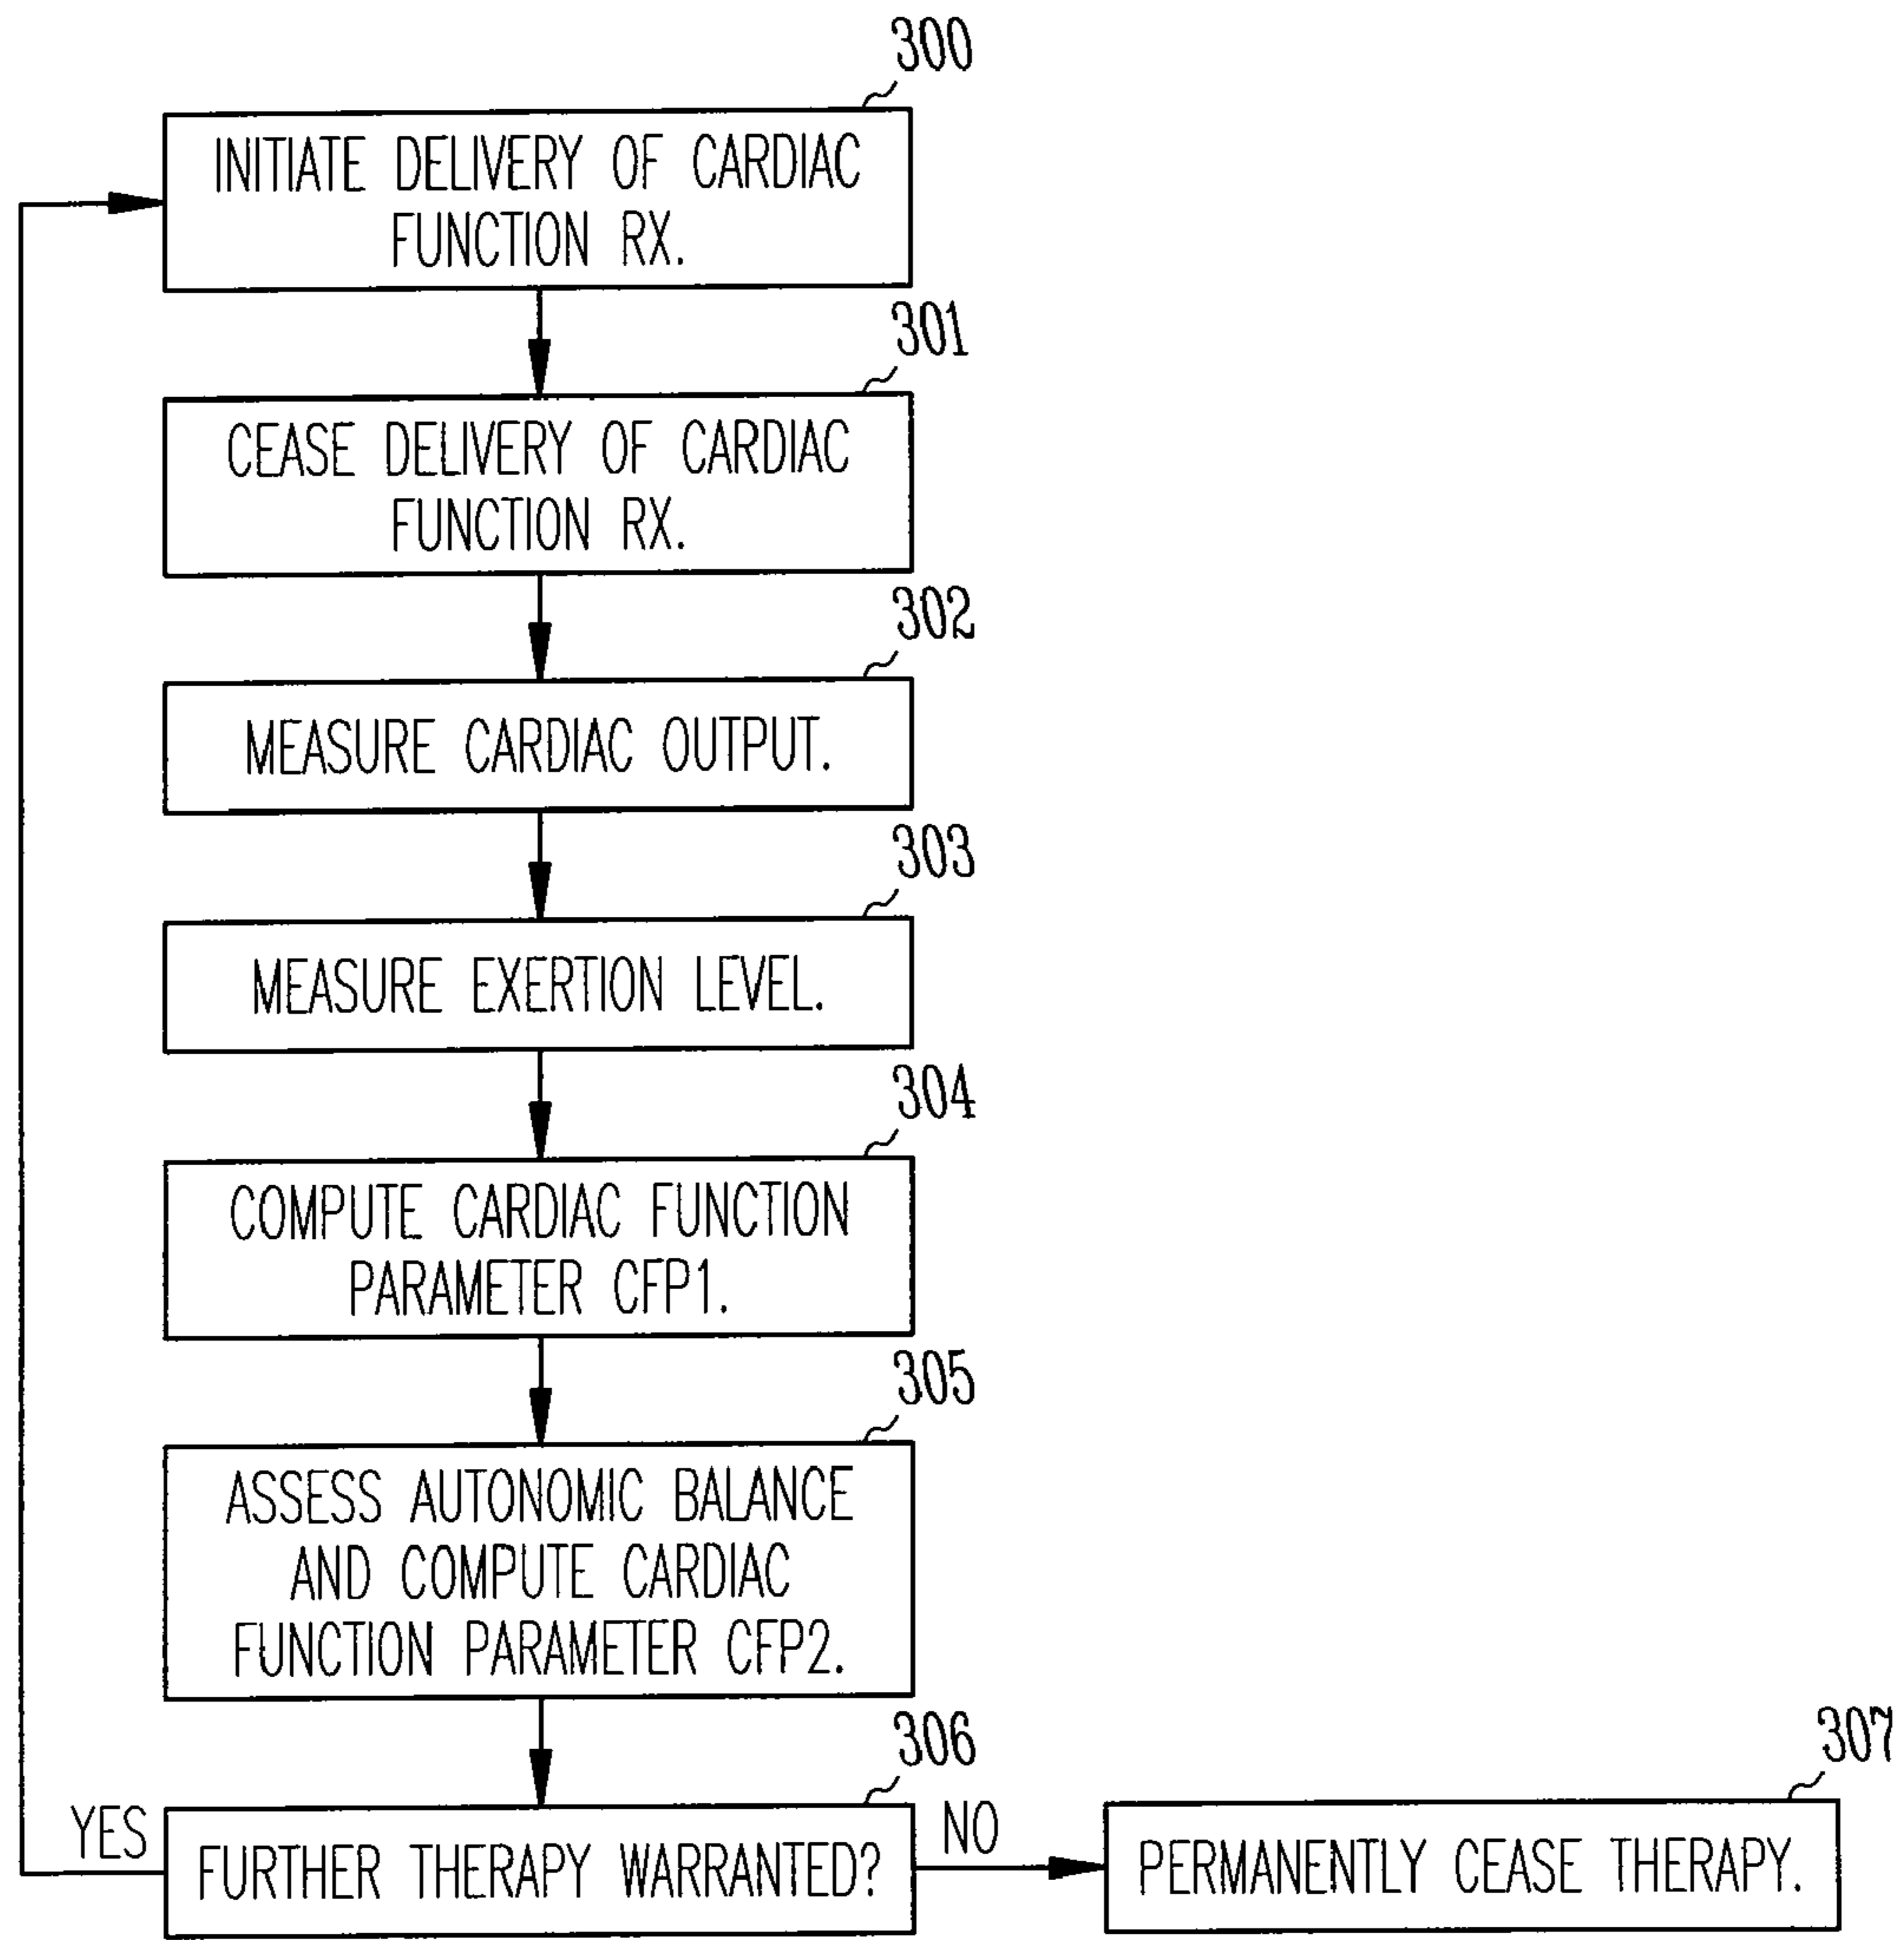 300
INITIATE DELIVERY OF CARDIAC
FUNCTION RX.
301
CEASE DELIVERY OF CARDIAC
FUNCTION RX.
302
MEASURE CARDIAC OUTPUT.
303
MEASURE EXERTION LEVEL.
304
COMPUTE CARDIAC FUNCTION
PARAMETER CFP1.
305
ASSESS AUTONOMIC BALANCE
AND COMPUTE CARDIAC
FUNCTION PARAMETER CFP2.
306
YES
FURTHER THERAPY WARRANTED?
NO
307
PERMANENTLY CEASE THERAPY.